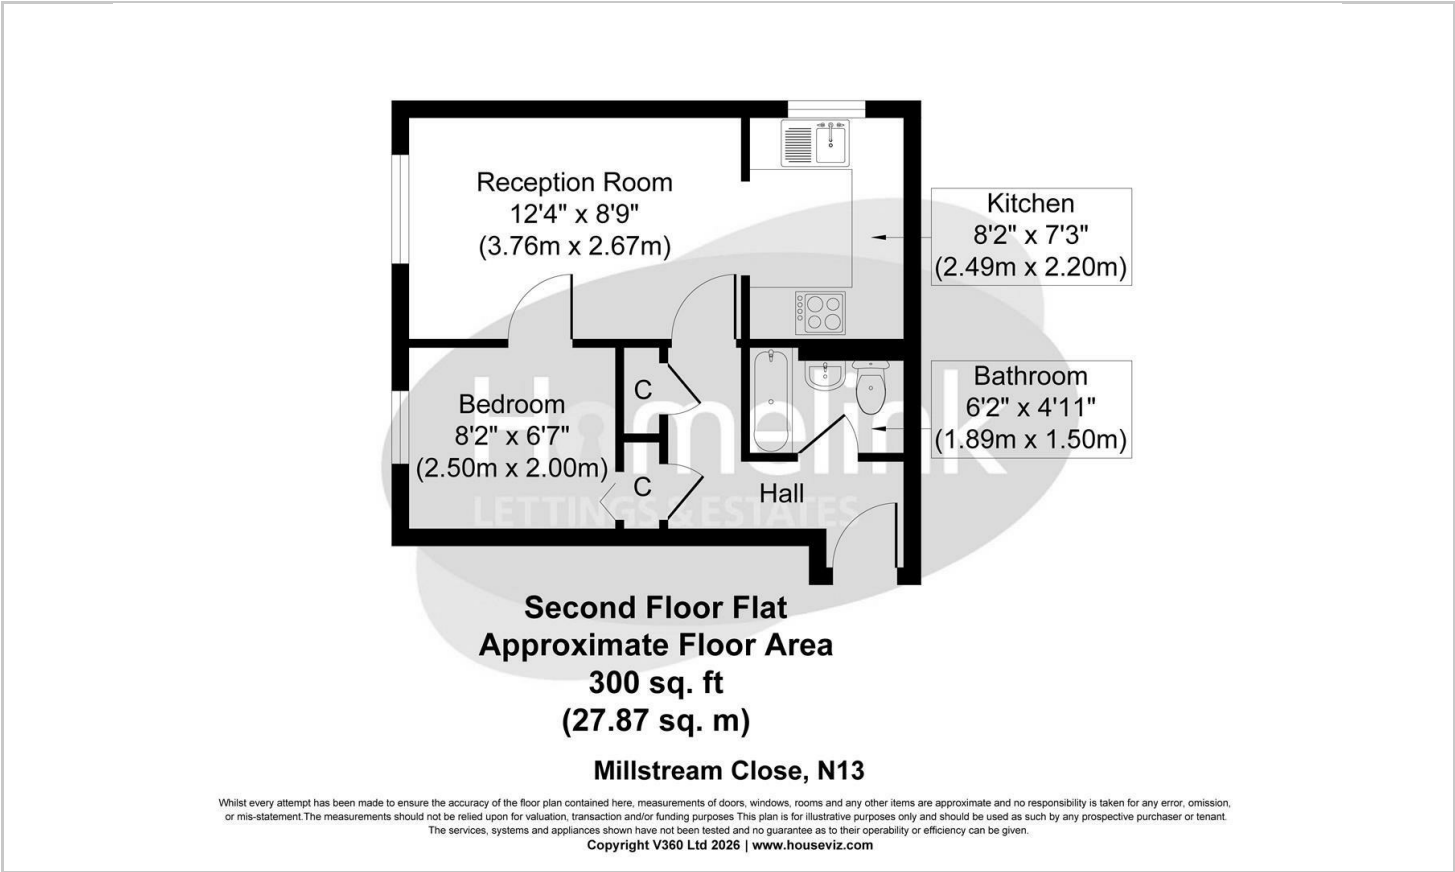 Reception Room
12'4" x 8'9"
(3.76m x 2.67m)
Kitchen
8'2" x 7'3"
(2.49m x 2.20m)
Bedroom
8'2" x 6'7"
(2.50m x 2.00m)
C
C
Hall
Bathroom
6'2" x 4'11"
(1.89m x 1.50m)
Homelink
LETTINGS & ESTATES
Second Floor Flat
Approximate Floor Area
300 sq. ft
(27.87 sq. m)
Millstream Close, N13
Whilst every attempt has been made to ensure the accuracy of the floor plan contained here, measurements of doors, windows, rooms and any other items are approximate and no responsibility is taken for any error, omission,
or mis-statement.The measurements should not be relied upon for valuation, transaction and/or funding purposes This plan is for illustrative purposes only and should be used as such by any prospective purchaser or tenant.
The services, systems and appliances shown have not been tested and no guarantee as to their operability or efficiency can be given.
Copyright V360 Ltd 2026 | www.houseviz.com